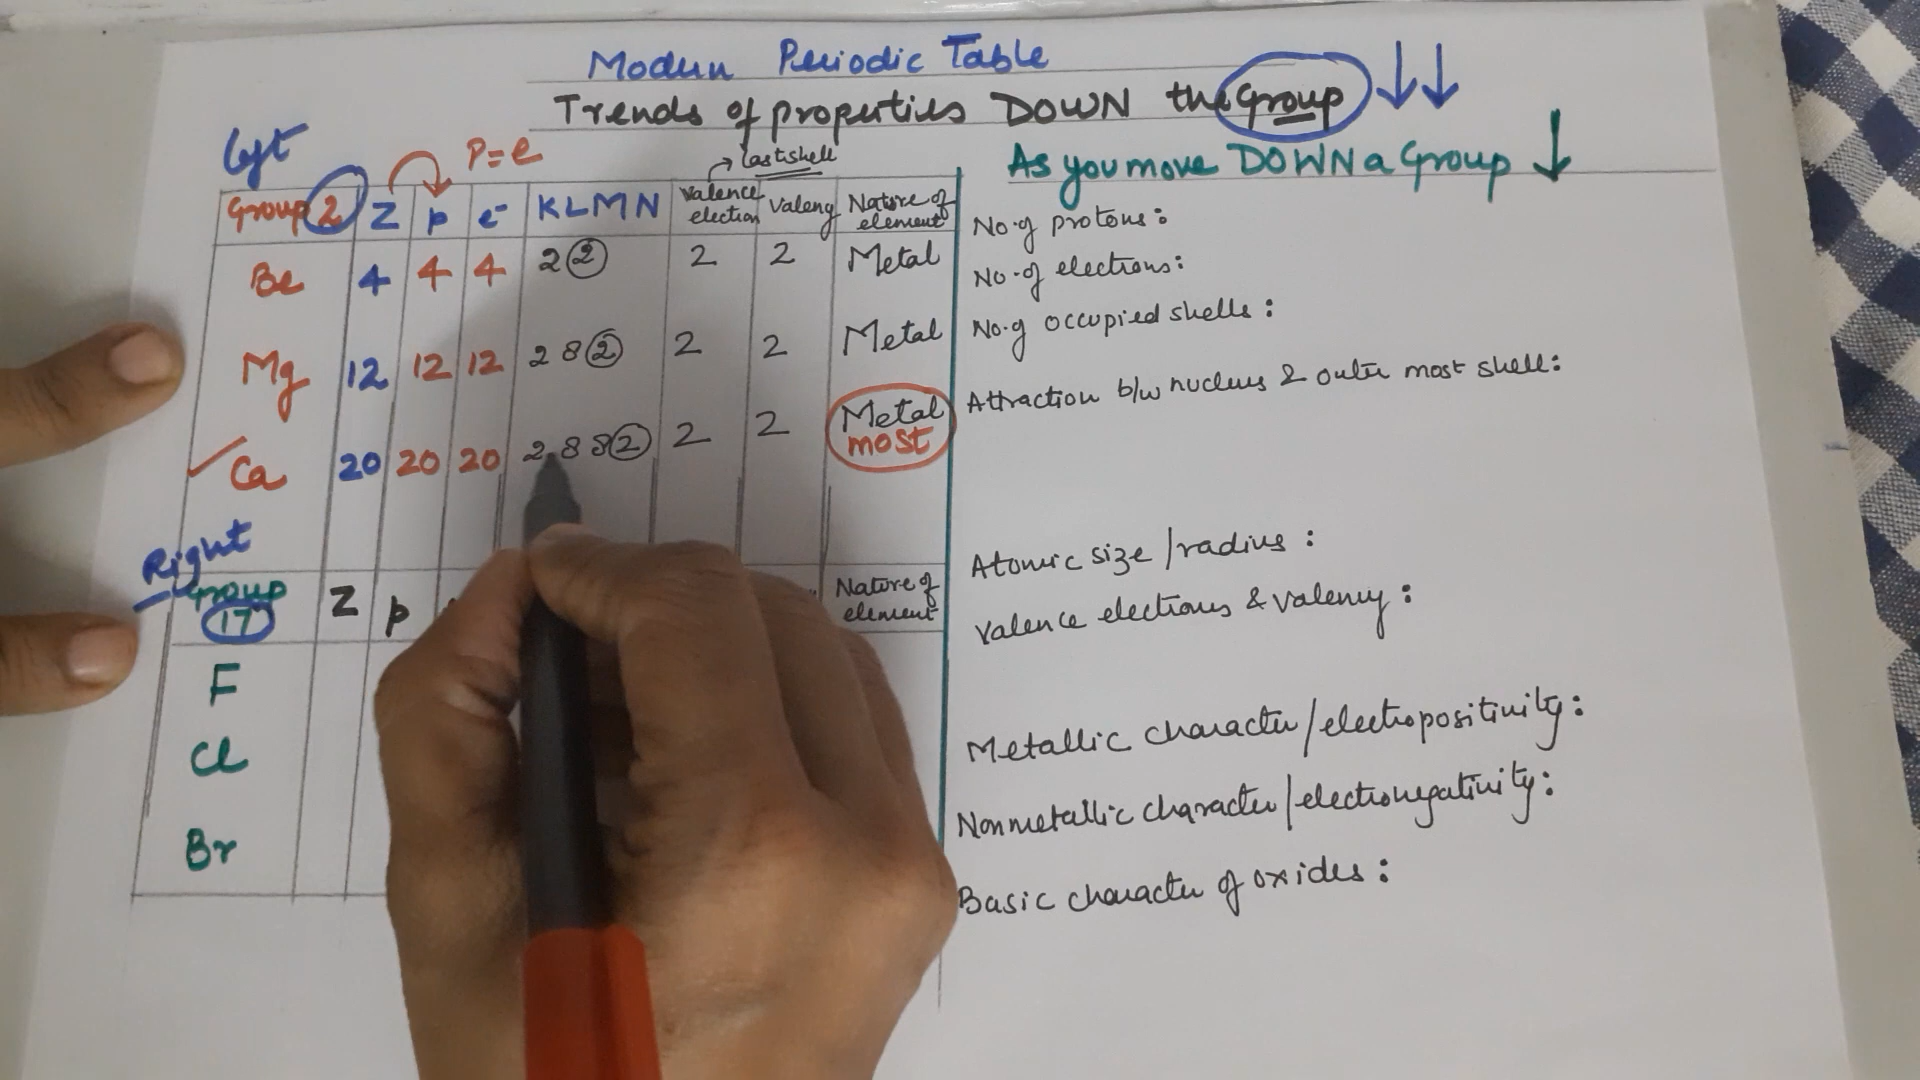 Modern Periodic Table
Trends of properties DOWN the Group
Left
P=e
Last shell
As you move DOWN a Group
Group 2 Z p e⁻ K L M N Valence election Valency Nature of element
Be 4 4 4 2 2 2 2 Metal
Mg 12 12 12 2 8 2 2 2 Metal
Ca 20 20 20 2 8 8 2 2 2 Metal most
Right
Group 17 Z p Nature of element
F
Cl
Br
No. of protons:
No. of elections:
No. of occupied shells:
Attraction b/w nucleus & outer most shell:
Atomic size/radius:
Valence elections & valency:
Metallic character/electropositivity:
Nonmetallic character/electronegativity:
Basic character of oxides: